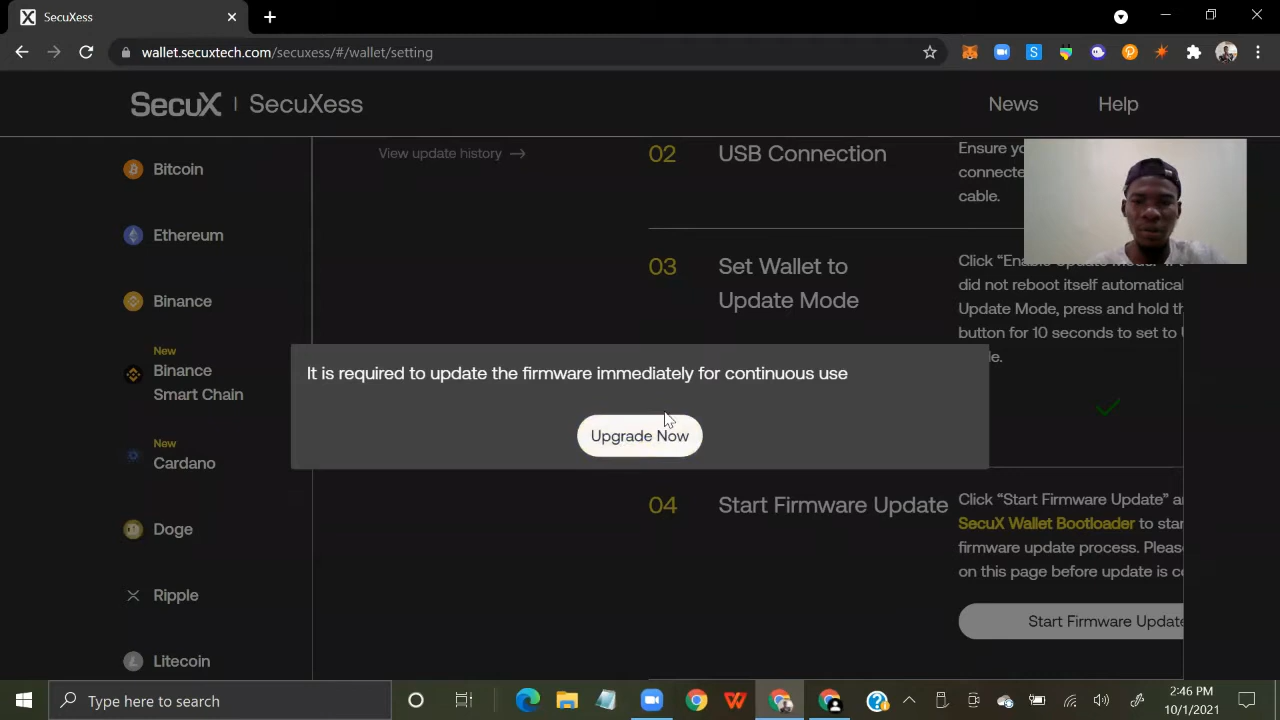 SecuXess
wallet.secuxtech.com/secuxess/#/wallet/setting
SecuX | SecuXess
News
Help
Bitcoin
Ethereum
Binance
New
Binance
Smart Chain
New
Cardano
Doge
Ripple
Litecoin
View update history →
02
USB Connection
Ensure
connecte
cable.
03
Set Wallet to
Update Mode
did not reboot itself automatical
Update Mode, press and hold th
button for 10 seconds to set to
It is required to update the firmware immediately for continuous use
Upgrade Now
04
Start Firmware Update
Click “Start Firmware Update” a
SecuX Wallet Bootloader to star
firmware update process. Pleas
on this page before update is c
Start Firmware Update
Type here to search
2:46 PM
10/1/2021